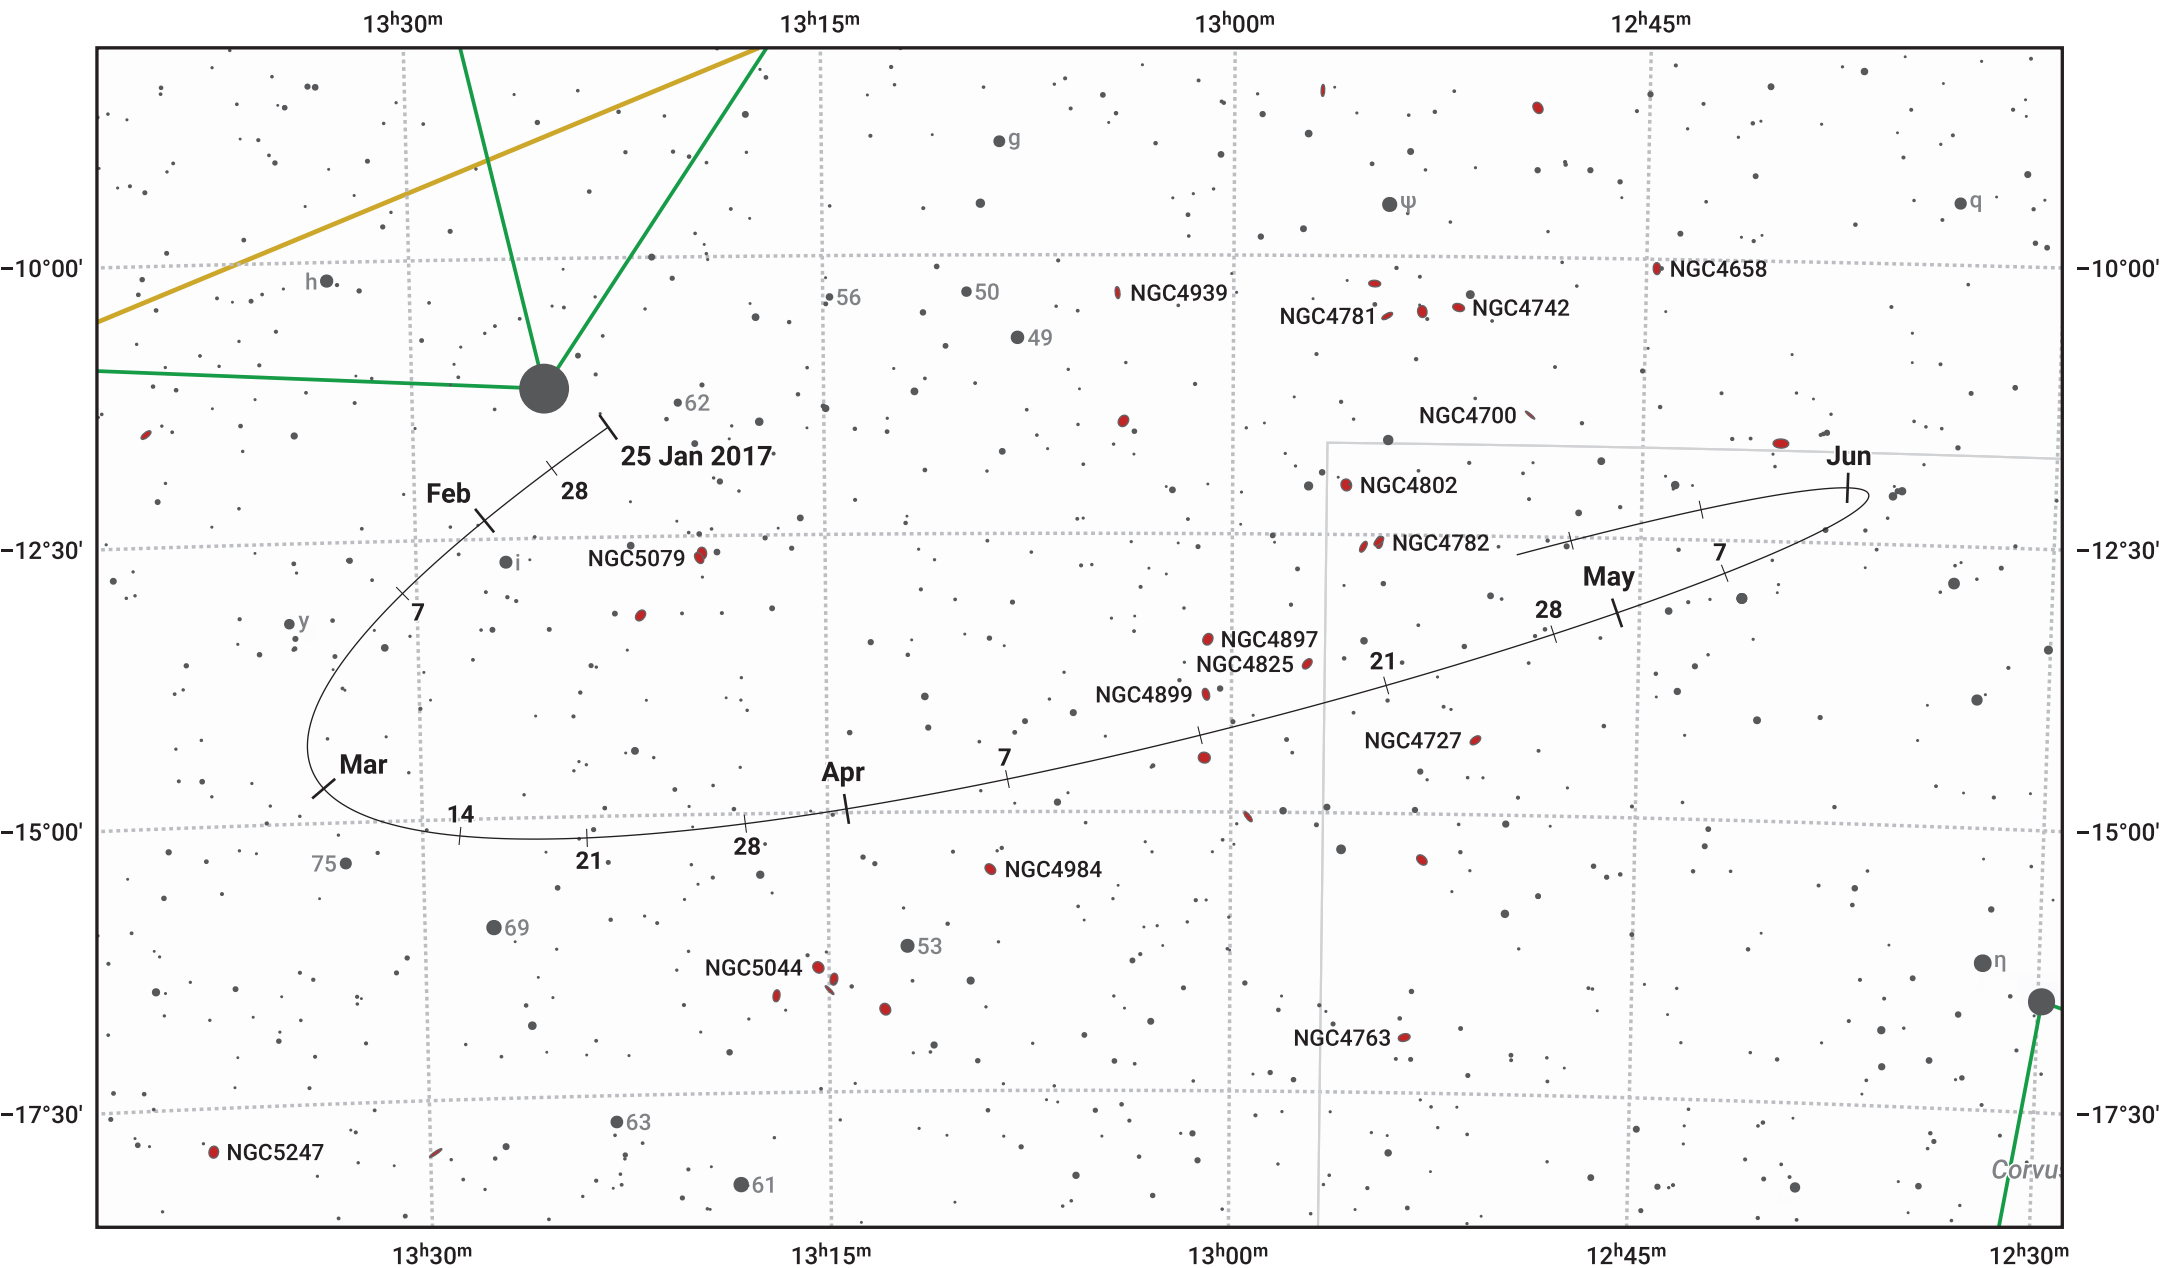 13ʰ30ᵐ 13ʰ15ᵐ 13ʰ00ᵐ 12ʰ45ᵐ
g
ψ
q
−10°00' −10°00'
h
NGC4658
50
NGC4939
56
NGC4781
NGC4742
49
62
NGC4700
25 Jan 2017
Jun
28
Feb
NGC4802
−12°30' −12°30'
NGC5079
i
NGC4782
7
May
7
28
y
NGC4897
NGC4825
21
NGC4899
NGC4727
Mar
7
Apr
14
−15°00' −15°00'
21
28
75
NGC4984
69
53
NGC5044
η
NGC4763
−17°30' −17°30'
63
NGC5247
Corvu
61
13ʰ30ᵐ 13ʰ15ᵐ 13ʰ00ᵐ 12ʰ45ᵐ 12ʰ30ᵐ